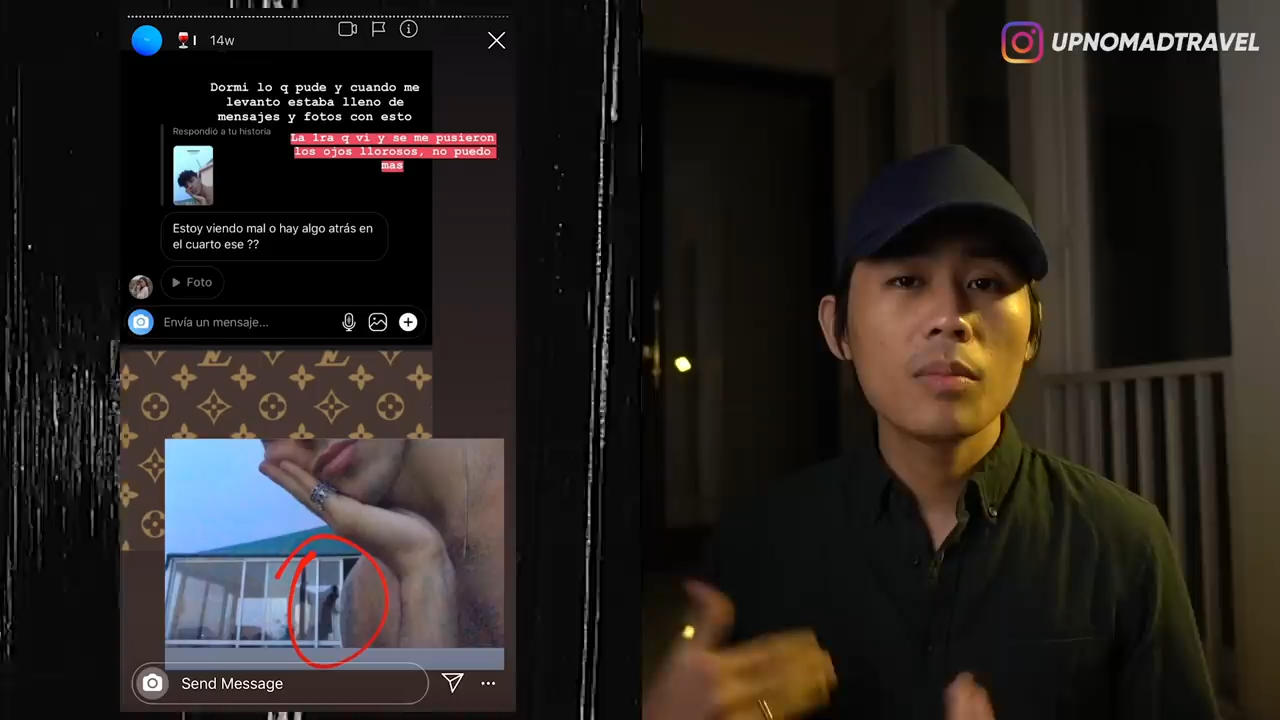 I 14w
UPNOMADTRAVEL
Dormi lo q pude y cuando me
levanto estaba lleno de
mensajes y fotos con esto
Respondió a tu historia
La 1ra q vi y se me pusieron
los ojos llorosos, no puedo
mas
Estoy viendo mal o hay algo atrás en
el cuarto ese ??
Foto
Envía un mensaje...
Send Message